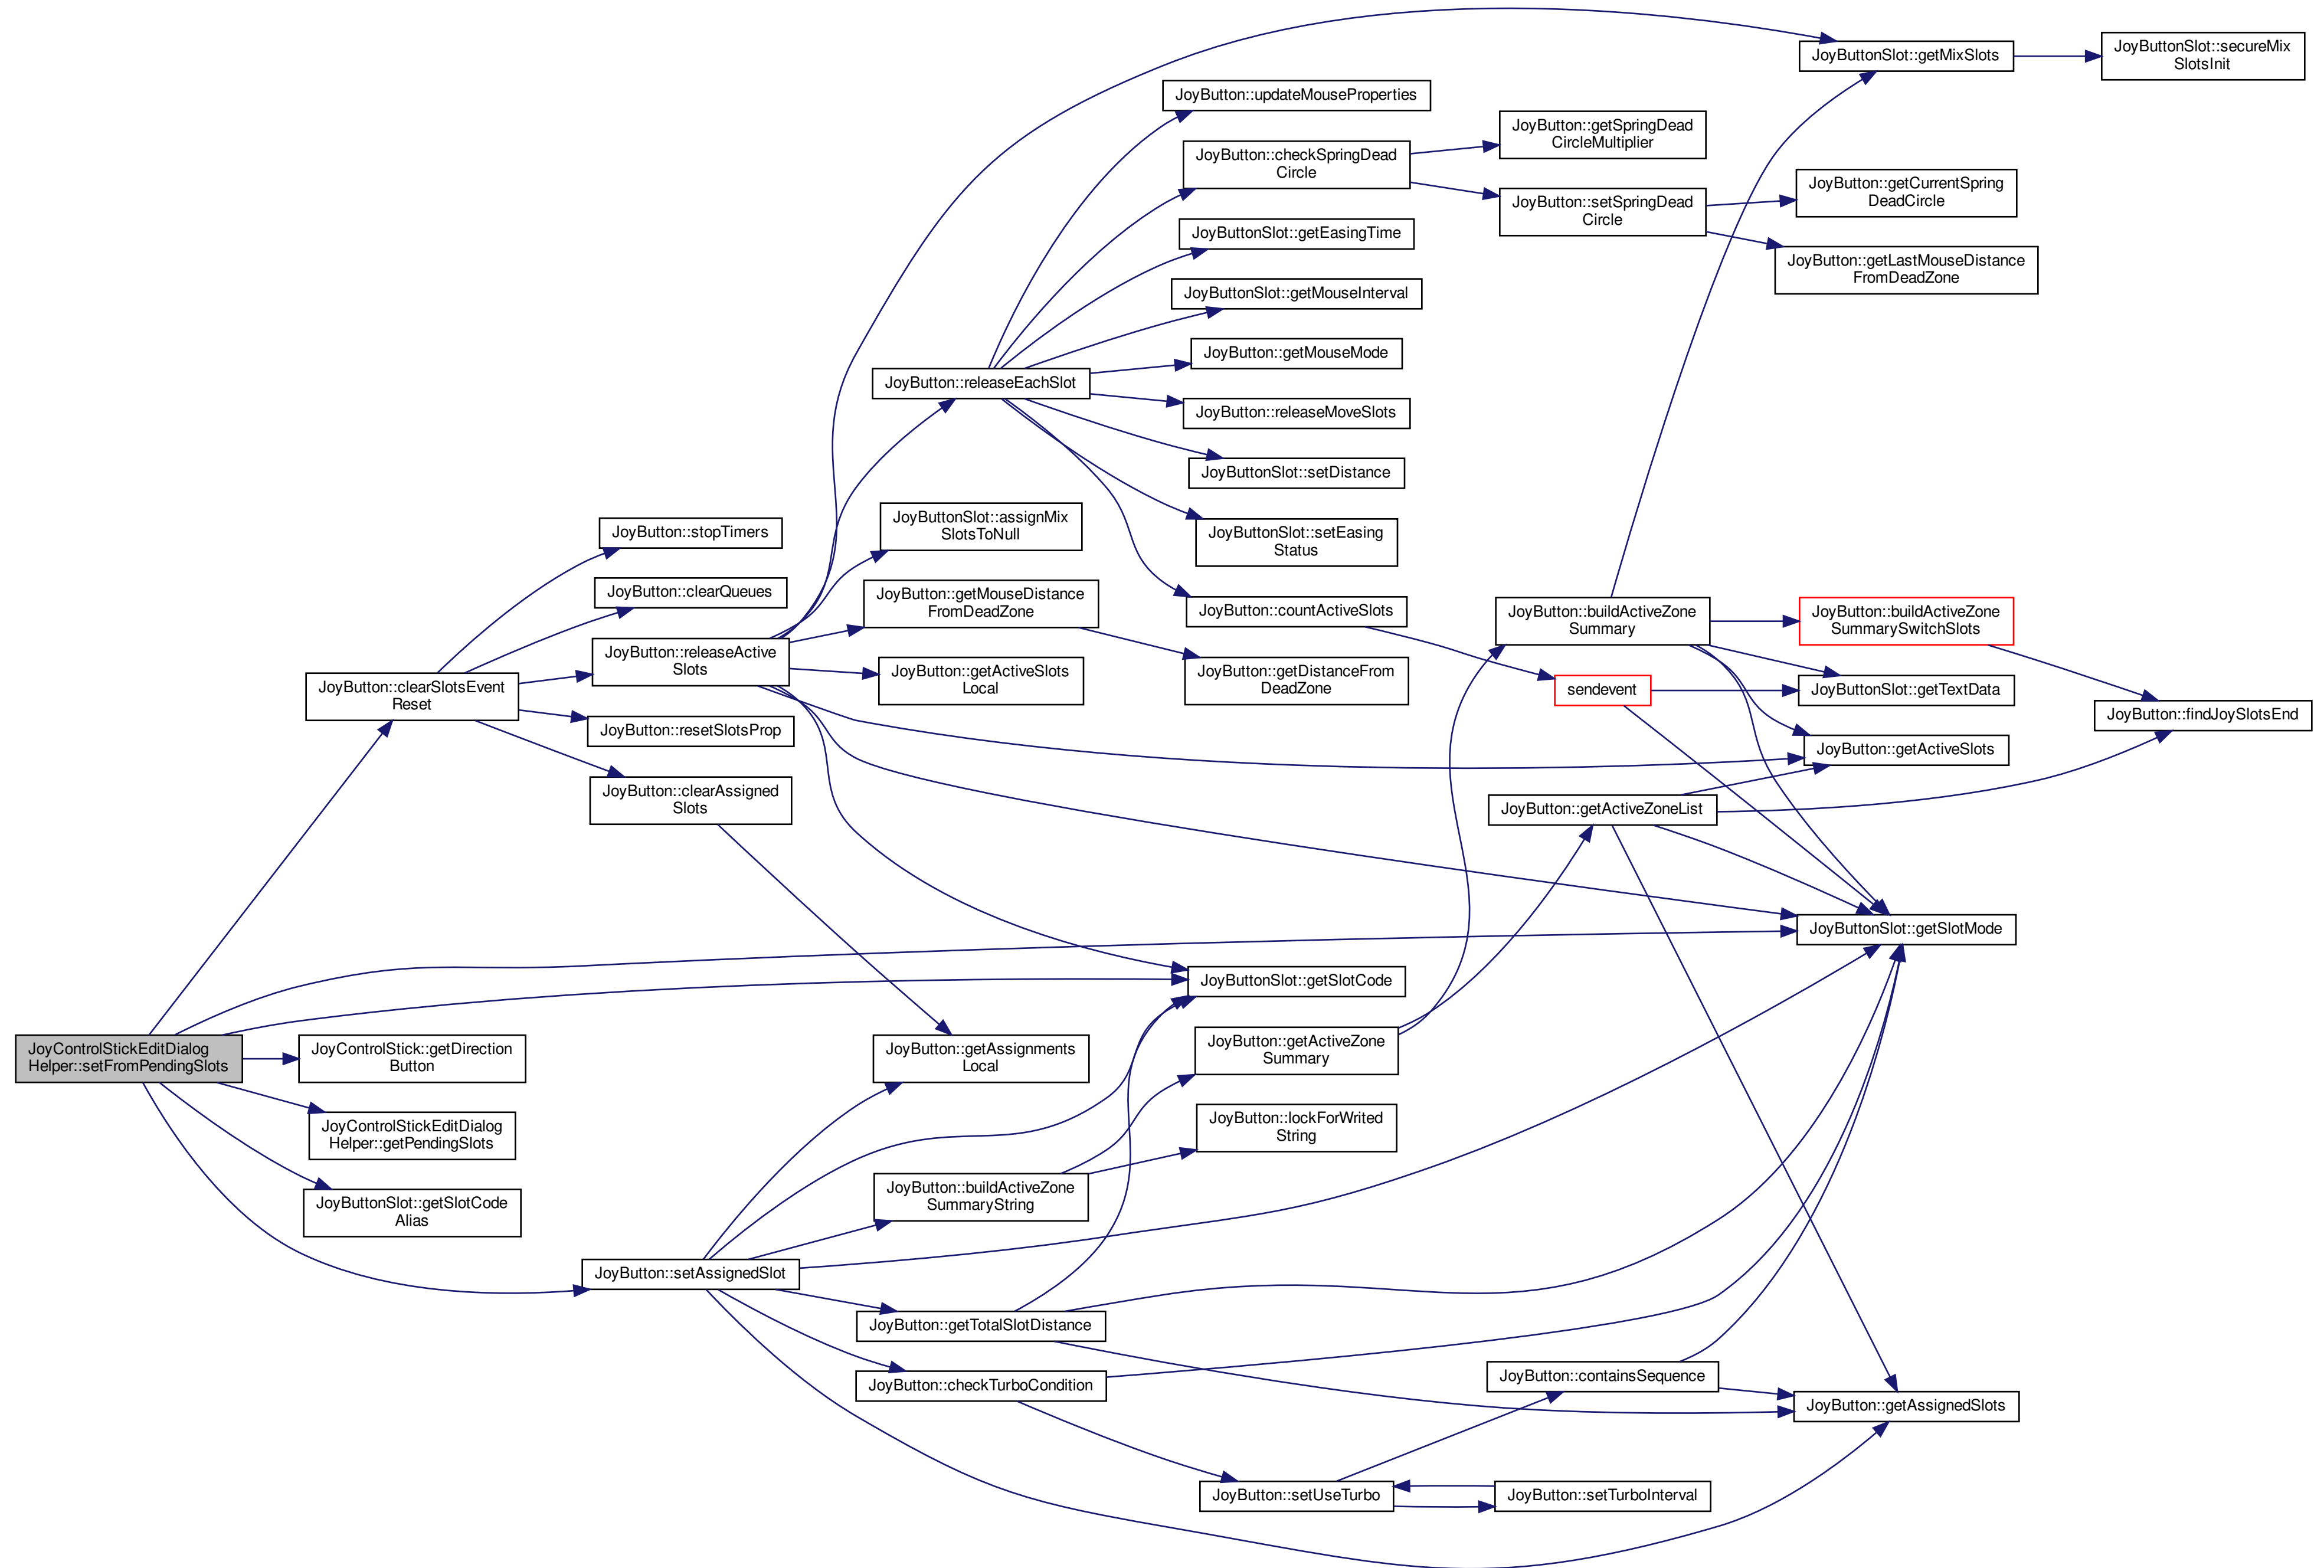 JoyControlStickEditDialog
Helper::setFromPendingSlots
JoyButton::clearSlotsEvent
Reset
JoyControlStick::getDirection
Button
JoyControlStickEditDialog
Helper::getPendingSlots
JoyButtonSlot::getSlotCode
Alias
JoyButton::stopTimers
JoyButton::clearQueues
JoyButton::releaseActive
Slots
JoyButton::resetSlotsProp
JoyButton::clearAssigned
Slots
JoyButton::setAssignedSlot
JoyButton::releaseEachSlot
JoyButtonSlot::assignMix
SlotsToNull
JoyButton::getMouseDistance
FromDeadZone
JoyButton::getActiveSlots
Local
JoyButton::getAssignments
Local
JoyButton::buildActiveZone
SummaryString
JoyButton::getTotalSlotDistance
JoyButton::checkTurboCondition
JoyButton::updateMouseProperties
JoyButton::checkSpringDead
Circle
JoyButtonSlot::getEasingTime
JoyButtonSlot::getMouseInterval
JoyButton::getMouseMode
JoyButton::releaseMoveSlots
JoyButtonSlot::setDistance
JoyButtonSlot::setEasing
Status
JoyButton::countActiveSlots
JoyButton::getDistanceFrom
DeadZone
JoyButtonSlot::getSlotCode
JoyButton::getActiveZone
Summary
JoyButton::lockForWrited
String
JoyButton::setUseTurbo
JoyButton::getSpringDead
CircleMultiplier
JoyButton::setSpringDead
Circle
JoyButton::buildActiveZone
Summary
sendevent
JoyButton::getActiveZoneList
JoyButton::containsSequence
JoyButton::setTurboInterval
JoyButtonSlot::getMixSlots
JoyButton::getCurrentSpring
DeadCircle
JoyButton::getLastMouseDistance
FromDeadZone
JoyButton::buildActiveZone
SummarySwitchSlots
JoyButtonSlot::getTextData
JoyButton::getActiveSlots
JoyButtonSlot::getSlotMode
JoyButton::getAssignedSlots
JoyButtonSlot::secureMix
SlotsInit
JoyButton::findJoySlotsEnd